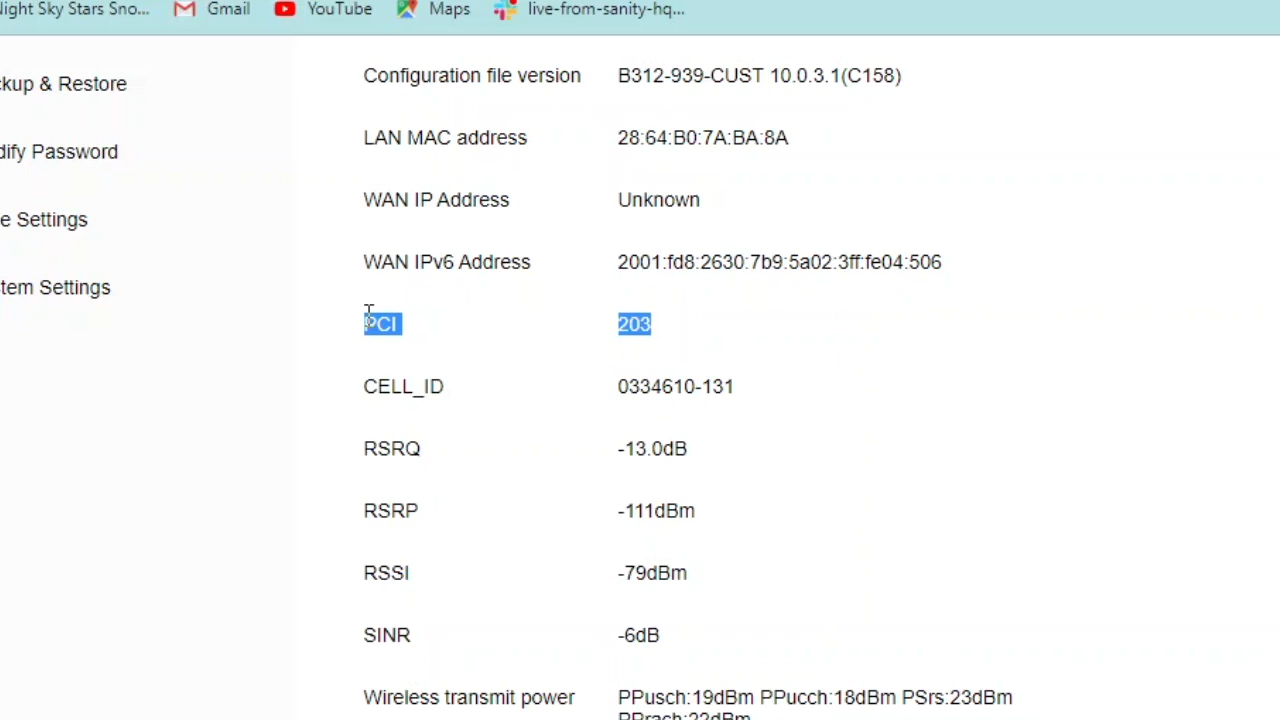 Night Sky Stars Sno... Gmail YouTube Maps live-from-sanity-hq...
ckup & Restore
dify Password
e Settings
tem Settings
Configuration file version B312-939-CUST 10.0.3.1(C158)
LAN MAC address 28:64:B0:7A:BA:8A
WAN IP Address Unknown
WAN IPv6 Address 2001:fd8:2630:7b9:5a02:3ff:fe04:506
PCI 203
CELL_ID 0334610-131
RSRQ -13.0dB
RSRP -111dBm
RSSI -79dBm
SINR -6dB
Wireless transmit power PPusch:19dBm PPucch:18dBm PSrs:23dBm
PPrach:22dBm